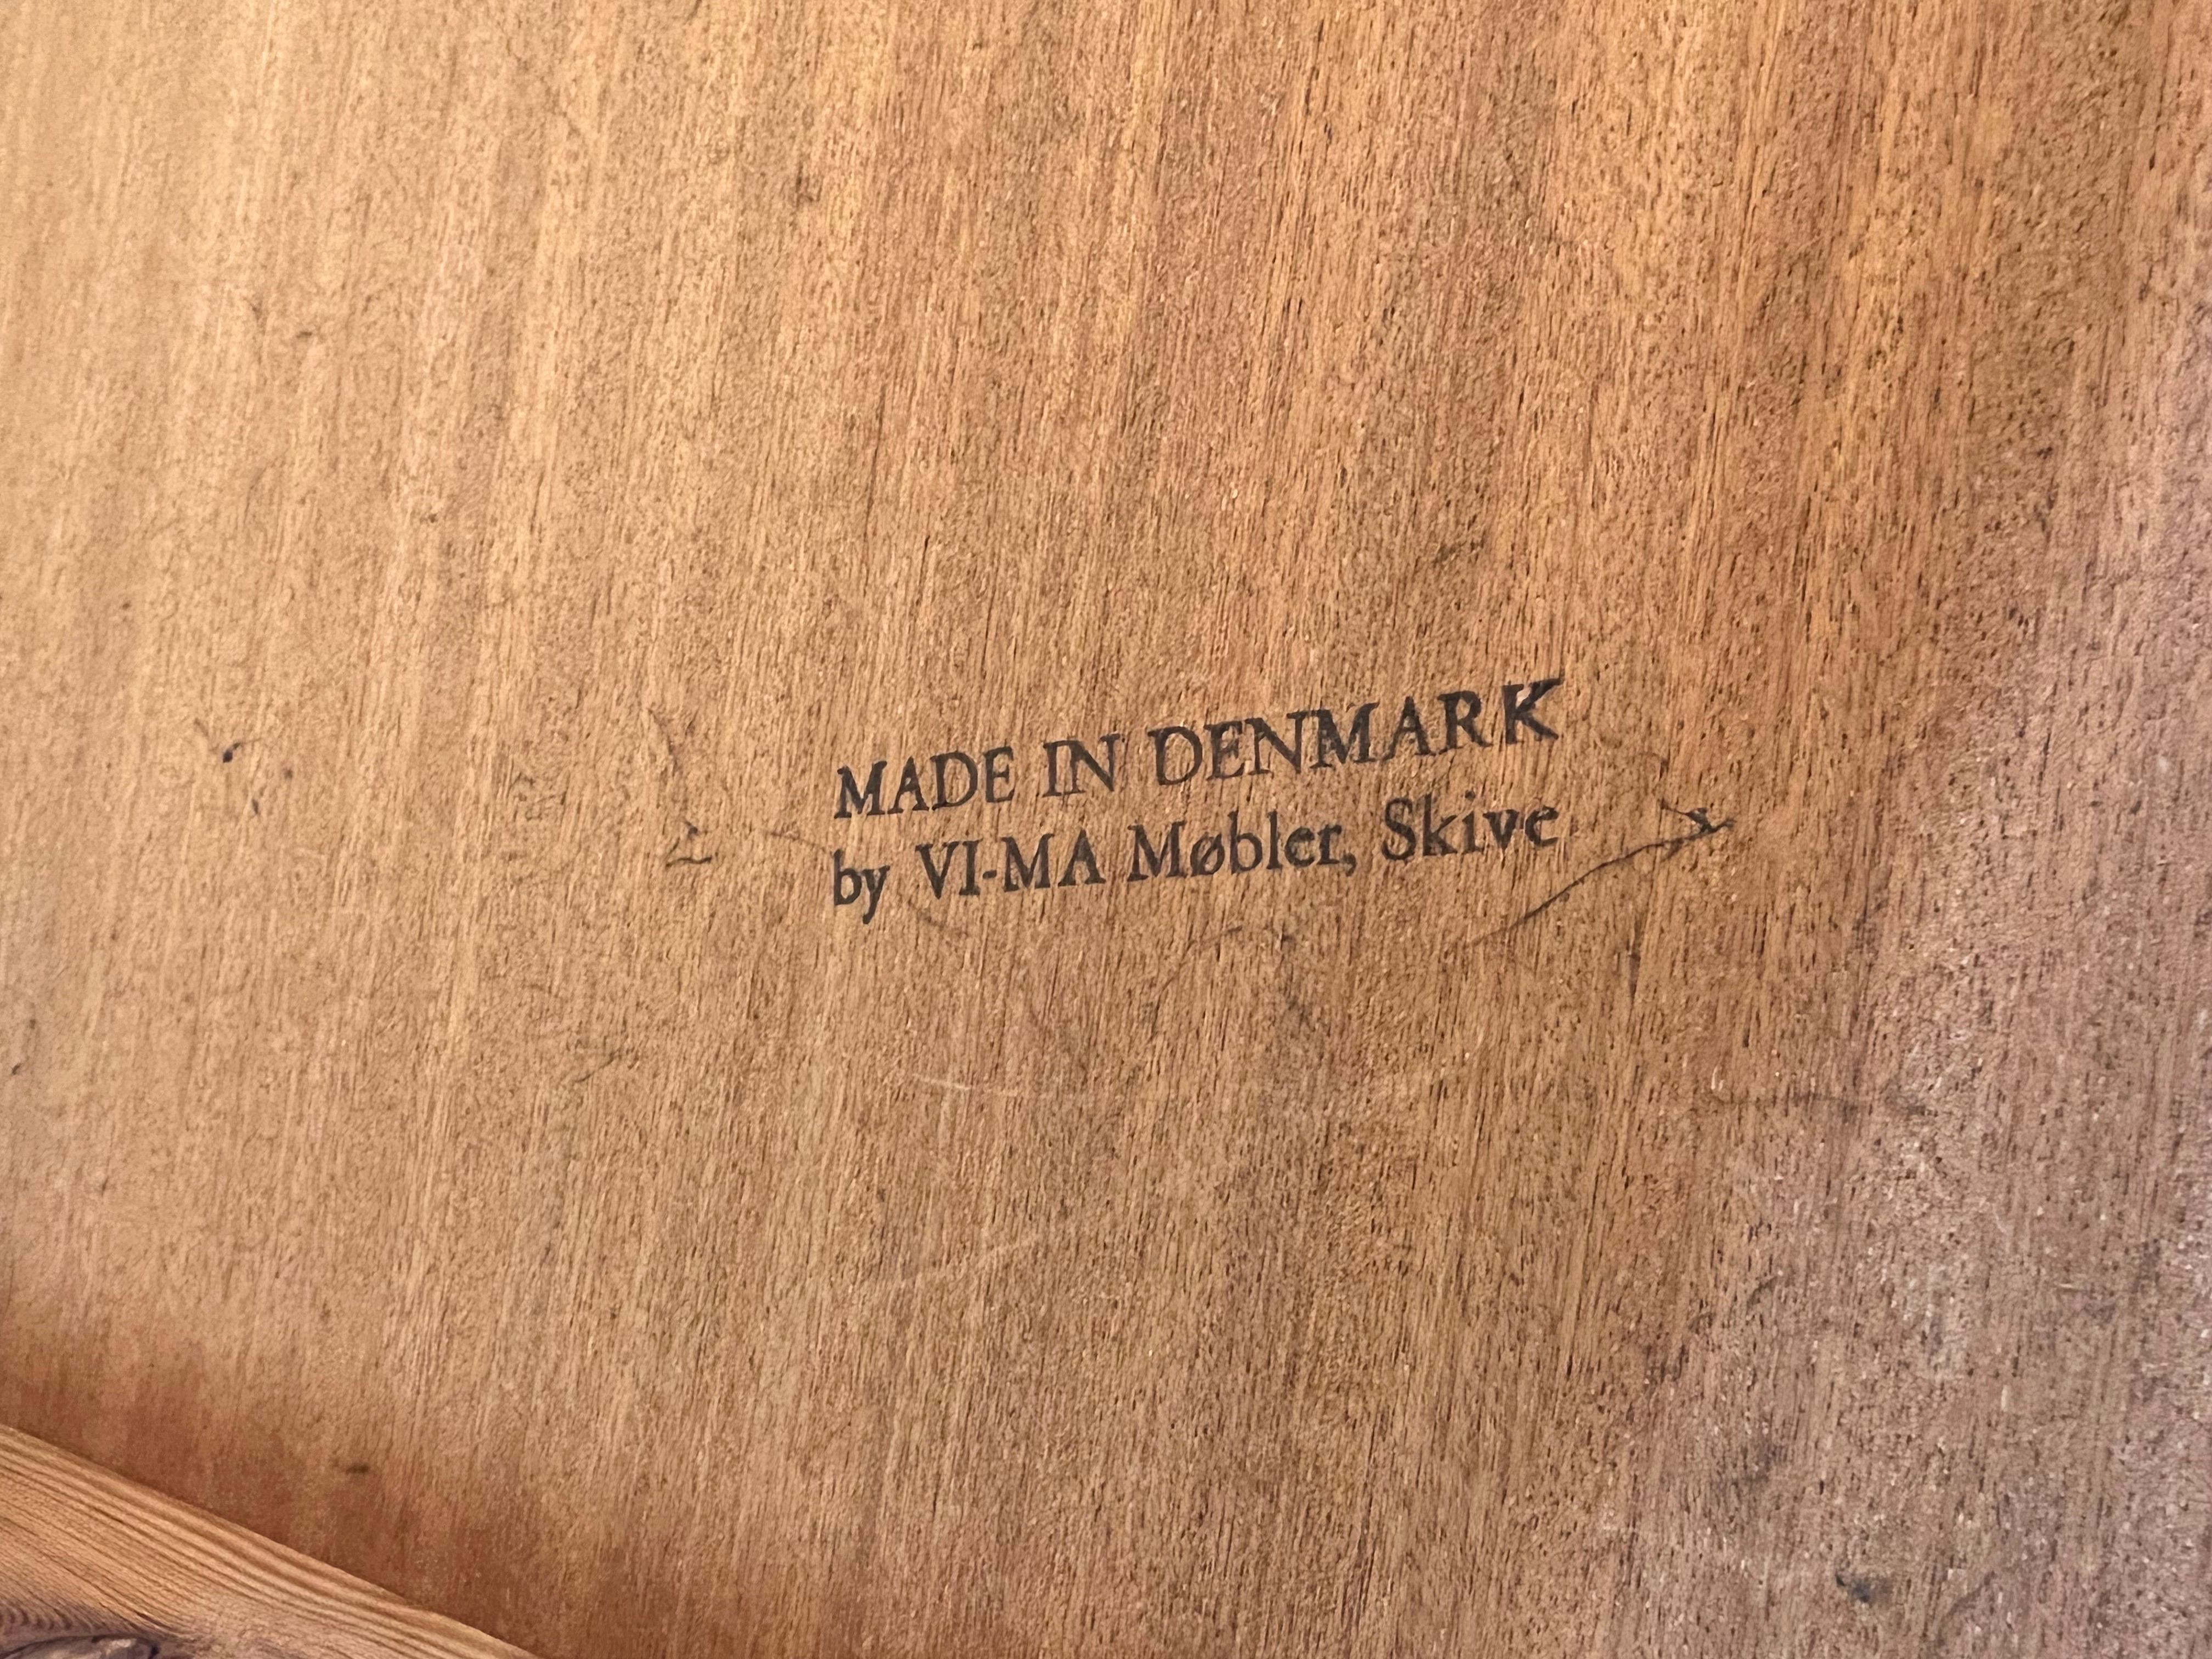 MADE IN DENMARK
by VI-MA Møbler, Skive